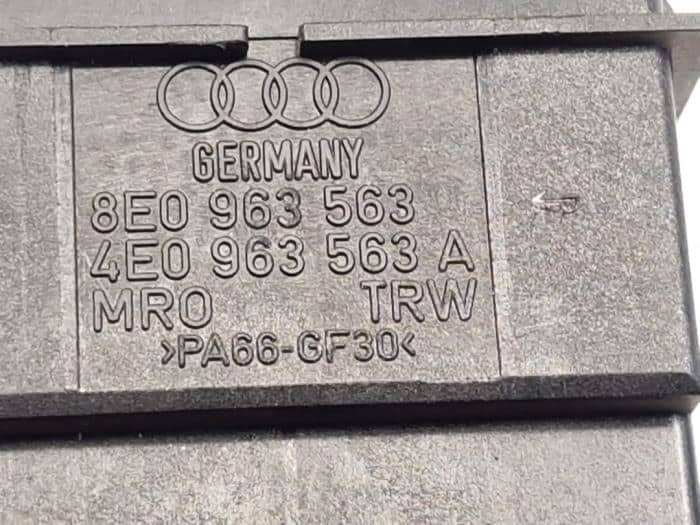 GERMANY
8E0 963 563
4E0 963 563 A
MRO TRW
>PA66-GF30<